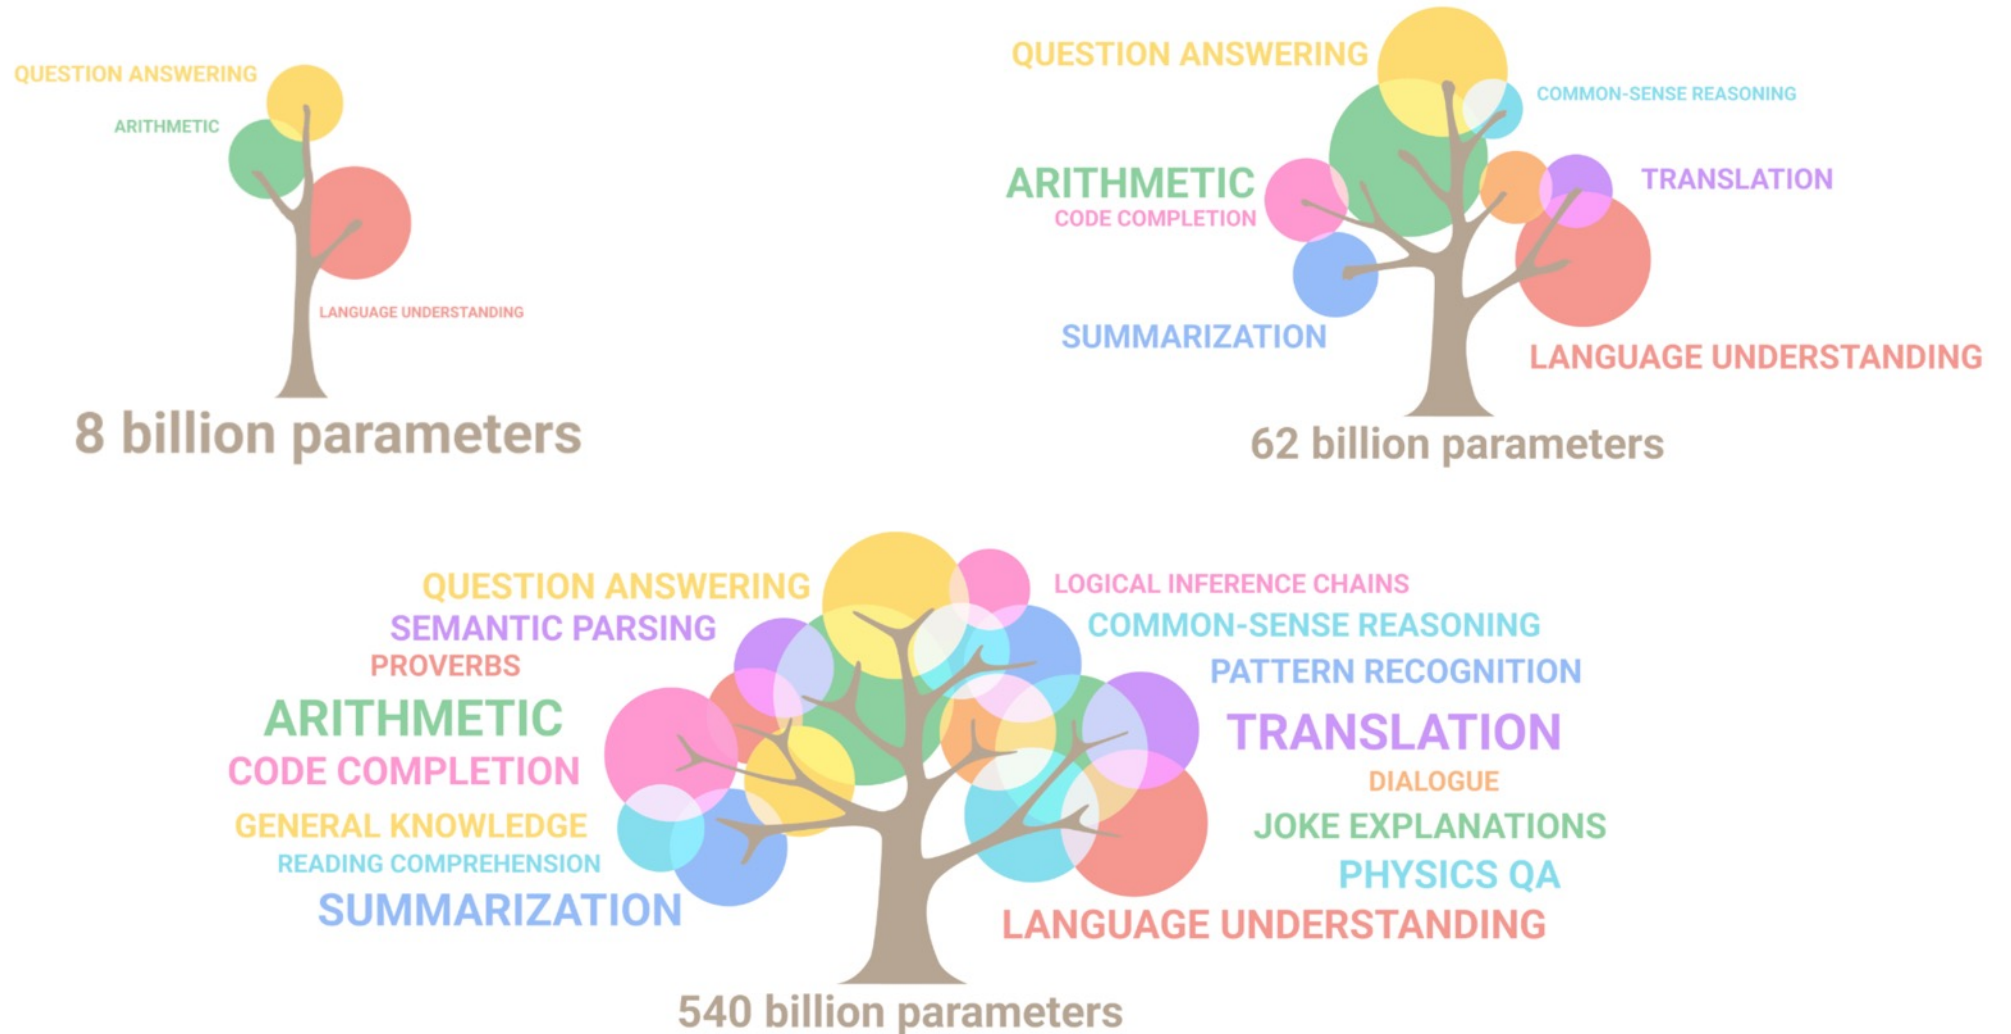 QUESTION ANSWERING
ARITHMETIC
LANGUAGE UNDERSTANDING
8 billion parameters
QUESTION ANSWERING
COMMON-SENSE REASONING
ARITHMETIC
TRANSLATION
CODE COMPLETION
SUMMARIZATION
LANGUAGE UNDERSTANDING
62 billion parameters
QUESTION ANSWERING
LOGICAL INFERENCE CHAINS
SEMANTIC PARSING
COMMON-SENSE REASONING
PROVERBS
PATTERN RECOGNITION
ARITHMETIC
TRANSLATION
CODE COMPLETION
DIALOGUE
GENERAL KNOWLEDGE
JOKE EXPLANATIONS
READING COMPREHENSION
PHYSICS QA
SUMMARIZATION
LANGUAGE UNDERSTANDING
540 billion parameters